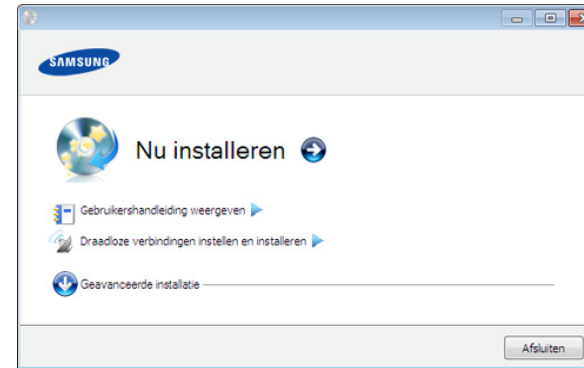 SAMSUNG
Nu installeren
Gebruikershandleiding weergeven
Draadloze verbindingen instellen en installeren
Geavanceerde installatie
Afsluiten